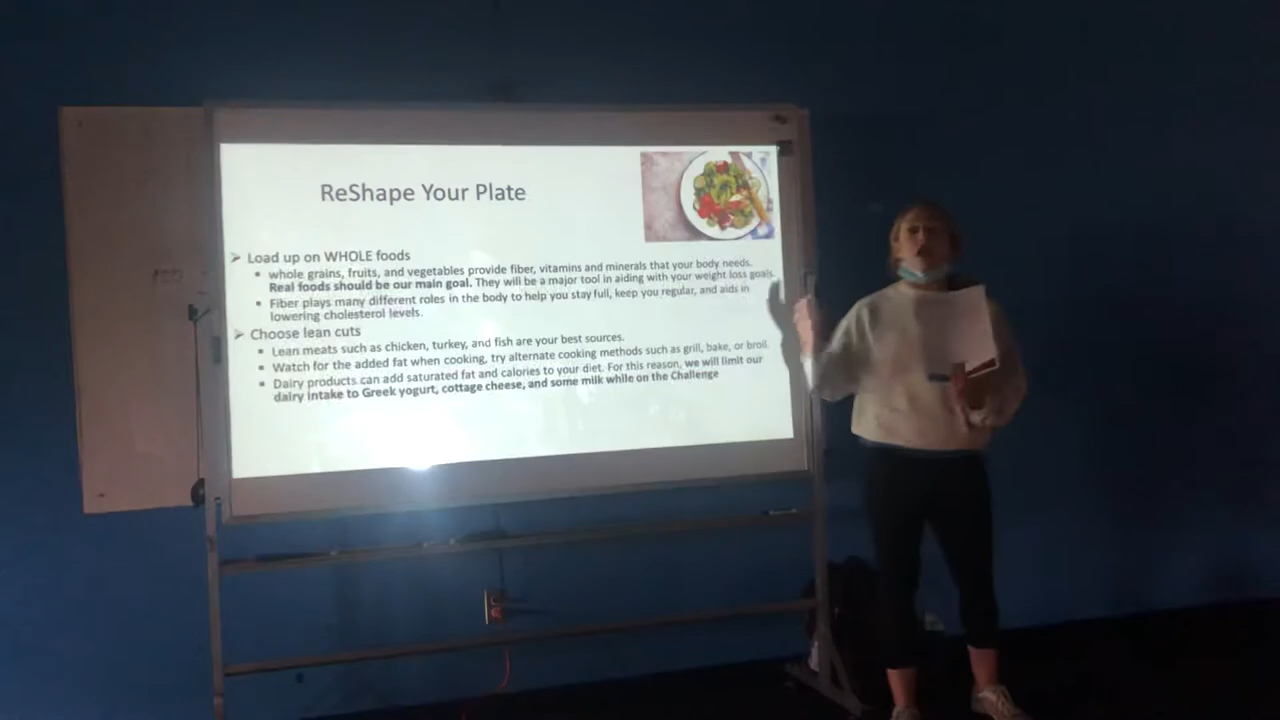 ReShape Your Plate
➢ Load up on WHOLE foods
▪ whole grains, fruits, and vegetables provide fiber, vitamins and minerals that your body needs.
Real foods should be our main goal. They will be a major tool in aiding with your weight loss goals.
▪ Fiber plays many different roles in the body to help you stay full, keep you regular, and aids in
lowering cholesterol levels.
➢ Choose lean cuts
▪ Lean meats such as chicken, turkey, and fish are your best sources.
▪ Watch for the added fat when cooking, try alternate cooking methods such as grill, bake, or broil.
▪ Dairy products can add saturated fat and calories to your diet. For this reason, we will limit our
dairy intake to Greek yogurt, cottage cheese, and some milk while on the Challenge